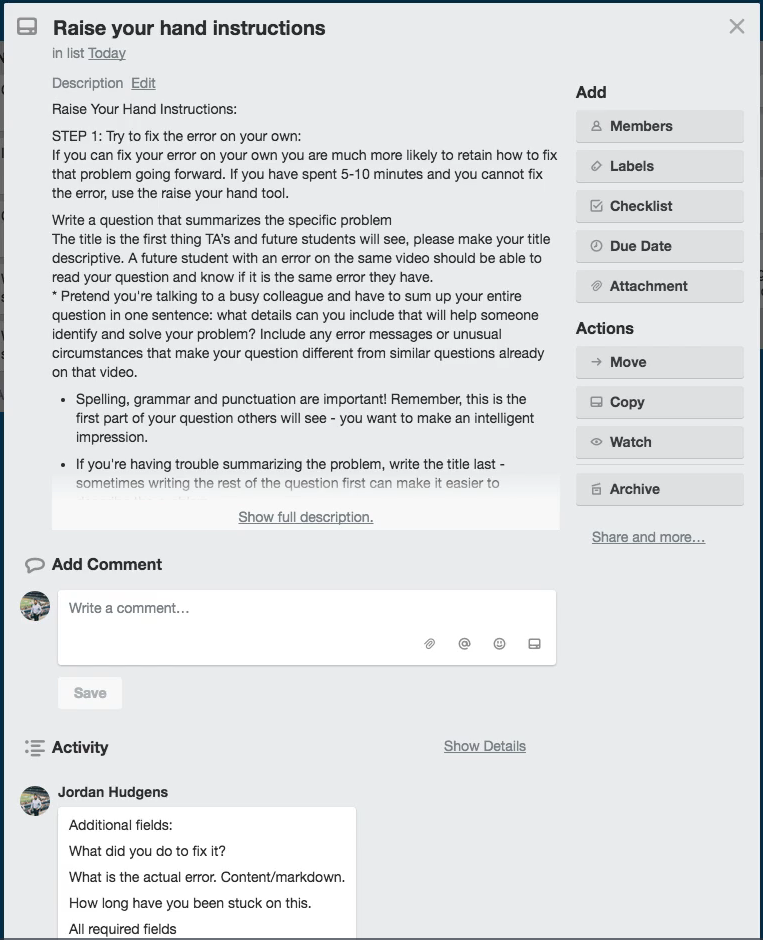 Raise your hand instructions
in list Today
Description Edit
Raise Your Hand Instructions:
STEP 1: Try to fix the error on your own:
If you can fix your error on your own you are much more likely to retain how to fix
that problem going forward. If you have spent 5-10 minutes and you cannot fix
the error, use the raise your hand tool.
Write a question that summarizes the specific problem
The title is the first thing TA's and future students will see, please make your title
descriptive. A future student with an error on the same video should be able to
read your question and know if it is the same error they have.
* Pretend you're talking to a busy colleague and have to sum up your entire
question in one sentence: what details can you include that will help someone
identify and solve your problem? Include any error messages or unusual
circumstances that make your question different from similar questions already
on that video.
• Spelling, grammar and punctuation are important! Remember, this is the
first part of your question others will see - you want to make an intelligent
impression.
• If you're having trouble summarizing the problem, write the title last -
sometimes writing the rest of the question first can make it easier to
Show full description.
Add
Members
Labels
Checklist
Due Date
Attachment
Actions
Move
Copy
Watch
Archive
Share and more…
Add Comment
Write a comment…
Save
Activity
Show Details
Jordan Hudgens
Additional fields:
What did you do to fix it?
What is the actual error. Content/markdown.
How long have you been stuck on this.
All required fields